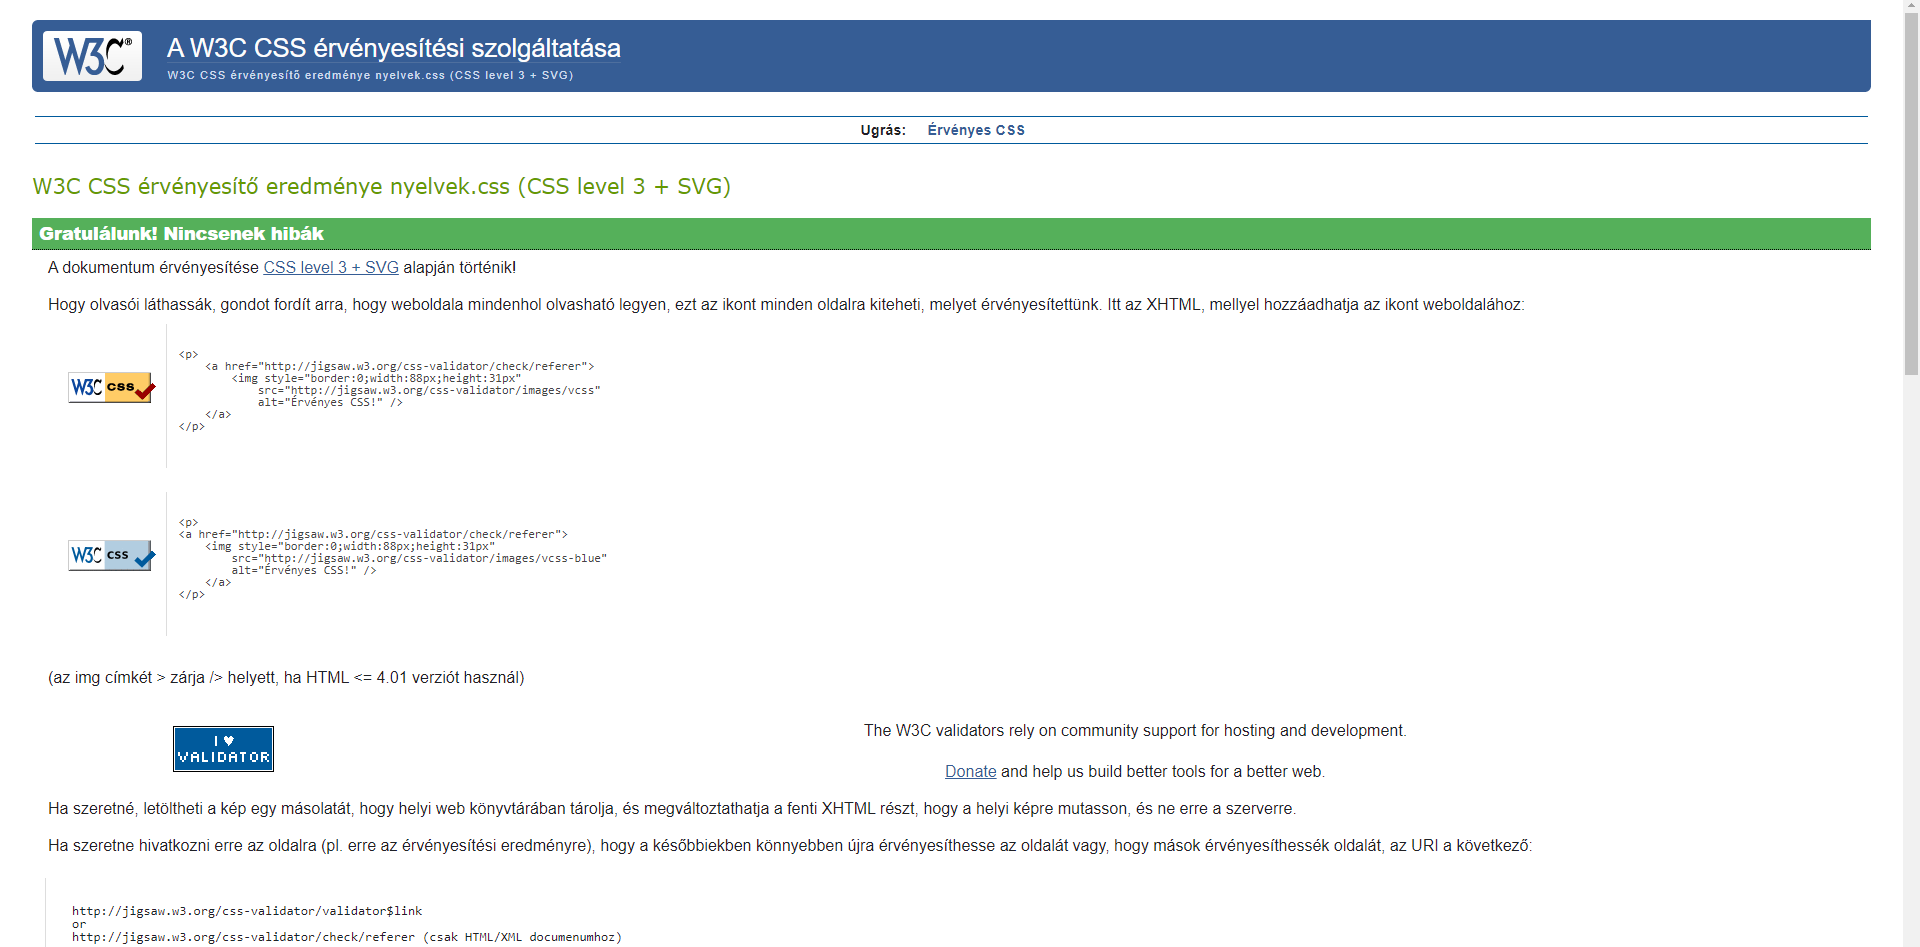 W3C®
A W3C CSS érvényesítési szolgáltatása
W3C CSS érvényesítő eredménye nyelvek.css (CSS level 3 + SVG)
Ugrás: Érvényes CSS
W3C CSS érvényesítő eredménye nyelvek.css (CSS level 3 + SVG)
Gratulálunk! Nincsenek hibák
A dokumentum érvényesítése CSS level 3 + SVG alapján történik!
Hogy olvasói láthassák, gondot fordít arra, hogy weboldala mindenhol olvasható legyen, ezt az ikont minden oldalra kiteheti, melyet érvényesítettünk. Itt az XHTML, mellyel hozzáadhatja az ikont weboldalához:
W3C css
<p>
<a href="http://jigsaw.w3.org/css-validator/check/referer">
<img style="border:0;width:88px;height:31px"
src="http://jigsaw.w3.org/css-validator/images/vcss"
alt="Érvényes CSS!" />
</a>
</p>
W3C css
<p>
<a href="http://jigsaw.w3.org/css-validator/check/referer">
<img style="border:0;width:88px;height:31px"
src="http://jigsaw.w3.org/css-validator/images/vcss-blue"
alt="Érvényes CSS!" />
</a>
</p>
(az img címkét > zárja /> helyett, ha HTML <= 4.01 verziót használ)
I ♥
VALIDATOR
The W3C validators rely on community support for hosting and development.
Donate and help us build better tools for a better web.
Ha szeretné, letöltheti a kép egy másolatát, hogy helyi web könyvtárában tárolja, és megváltoztathatja a fenti XHTML részt, hogy a helyi képre mutasson, és ne erre a szerverre.
Ha szeretne hivatkozni erre az oldalra (pl. erre az érvényesítési eredményre), hogy a későbbiekben könnyebben újra érvényesíthesse az oldalát vagy, hogy mások érvényesíthessék oldalát, az URI a következő:
http://jigsaw.w3.org/css-validator/validator$link
or
http://jigsaw.w3.org/css-validator/check/referer (csak HTML/XML documenumhoz)